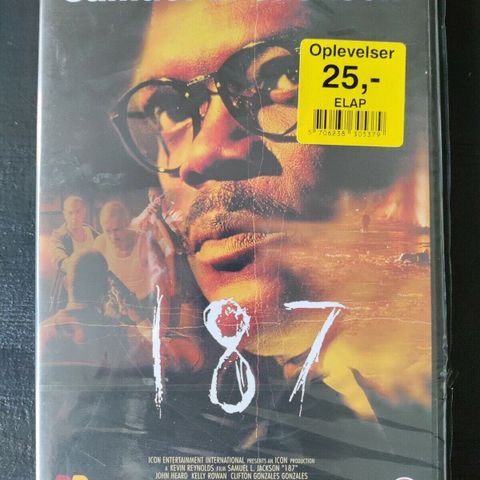 Oplevelser
25,-
ELAP
5 706238 305379
187
ICON ENTERTAINMENT INTERNATIONAL PRESENTS AN ICON PRODUCTION
A KEVIN REYNOLDS FILM SAMUEL L. JACKSON "187"
JOHN HEARD KELLY ROWAN CLIFTON GONZALES GONZALES